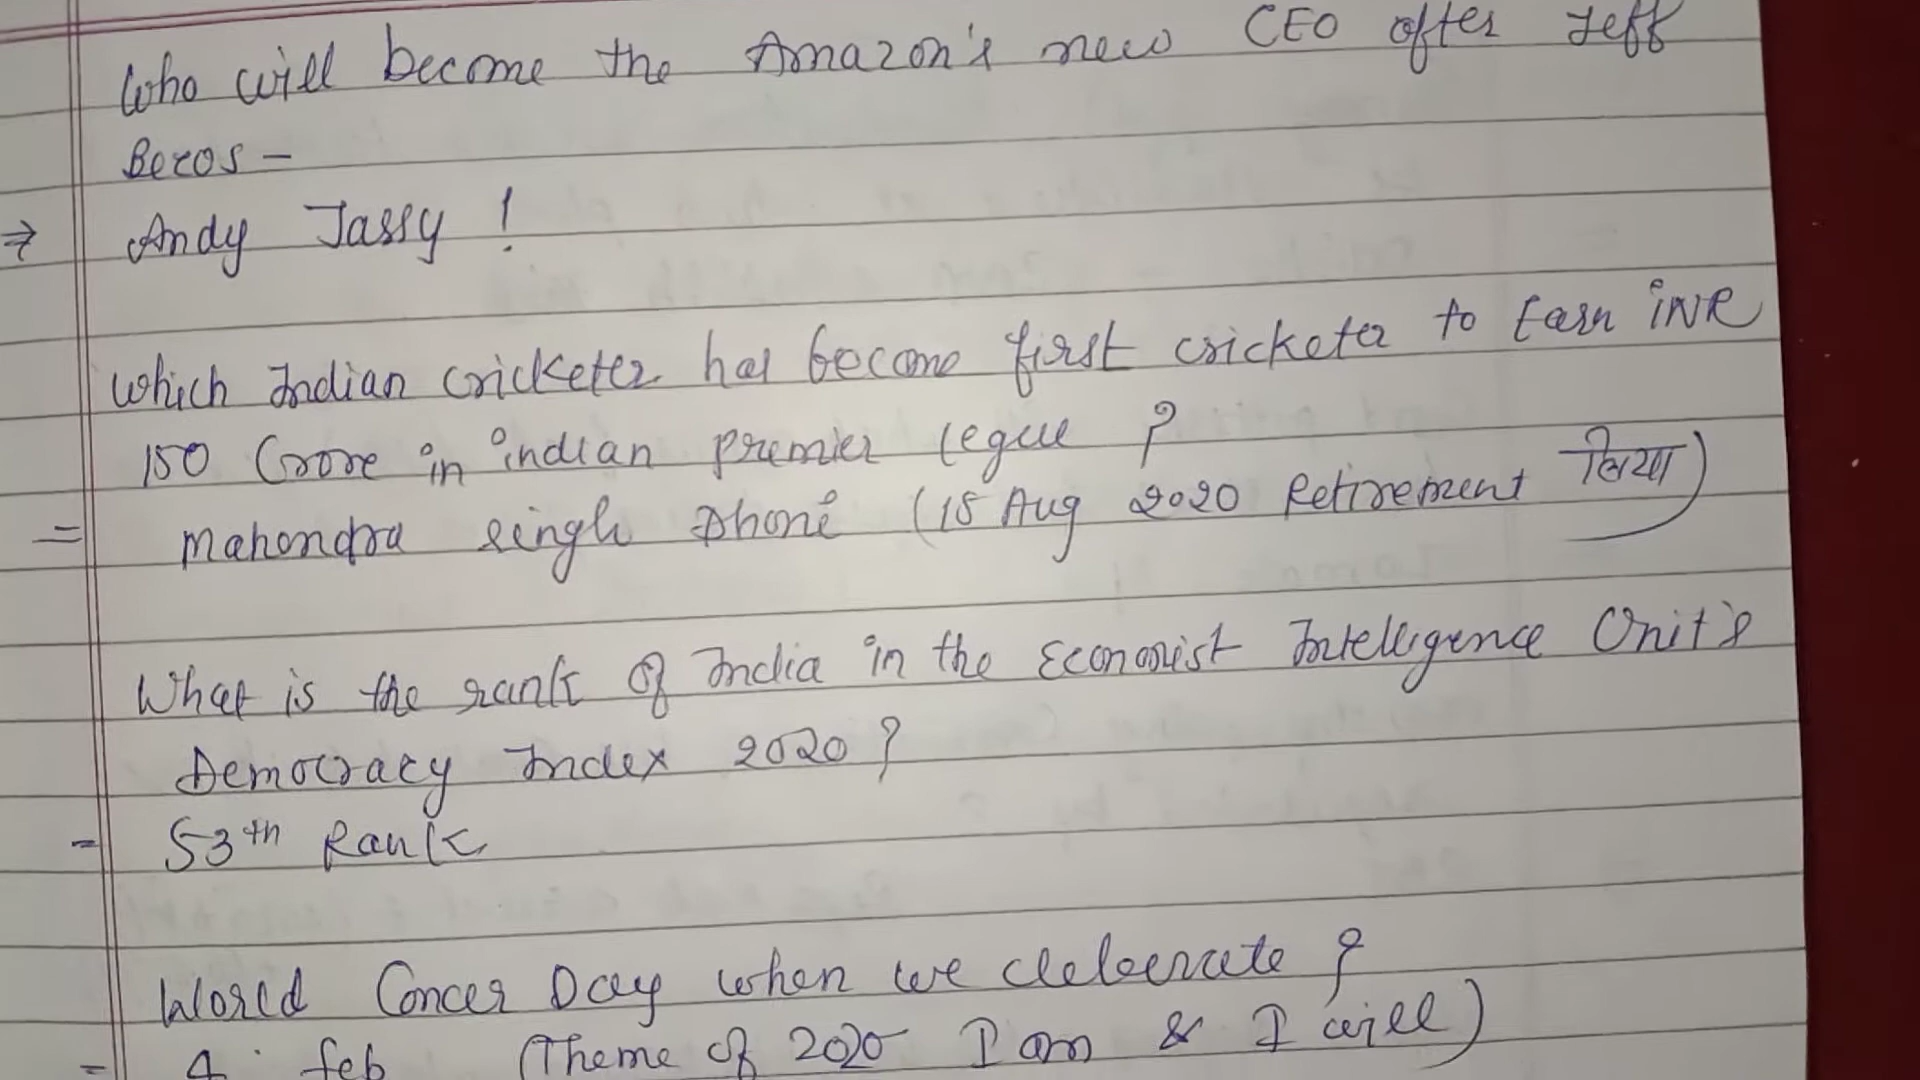 Who will become the Amazon's new CEO after Jeff
Bezos -
⇒ Andy Jassy !
Which Indian cricketer has become first cricketer to Earn INR
150 Crore in indian premier legue ?
= Mahendra singh Dhoni (15 Aug 2020 Retirement लिया)
What is the rank of India in the Economist Intelligence Unit's
Democracy Index 2020?
- 53th Rank
World Cancer Day when we clelebrate ?
= 4 feb (Theme of 2020 I am & I will)